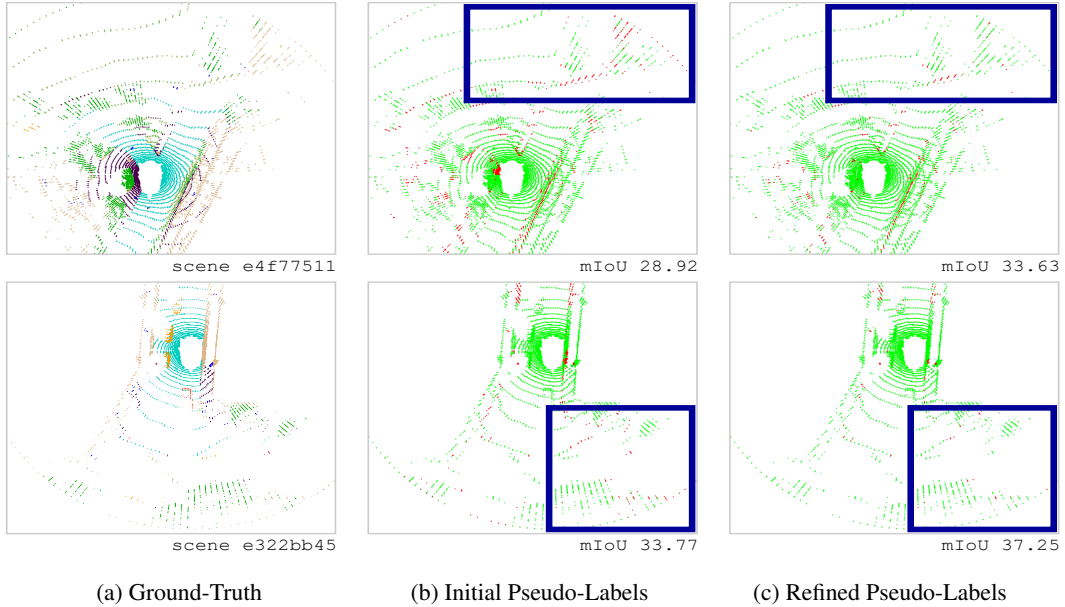 scene e4f77511
mIoU 28.92
mIoU 33.63
scene e322bb45
mIoU 33.77
mIoU 37.25
(a) Ground-Truth
(b) Initial Pseudo-Labels
(c) Refined Pseudo-Labels